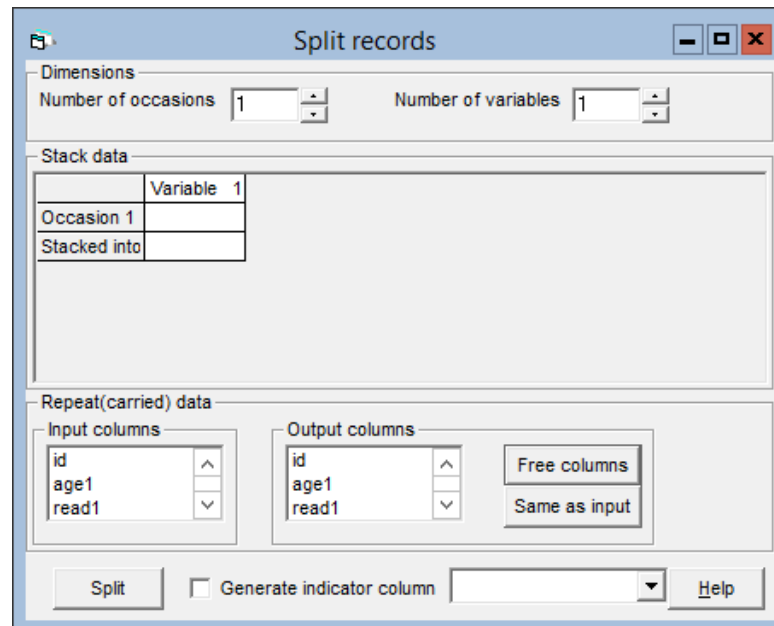 Split records
Dimensions
Number of occasions 1 Number of variables 1
Stack data
Variable 1
Occasion 1
Stacked into
Repeat(carried) data
Input columns Output columns
id id
age1 age1
read1 read1
Free columns
Same as input
Split Generate indicator column Help